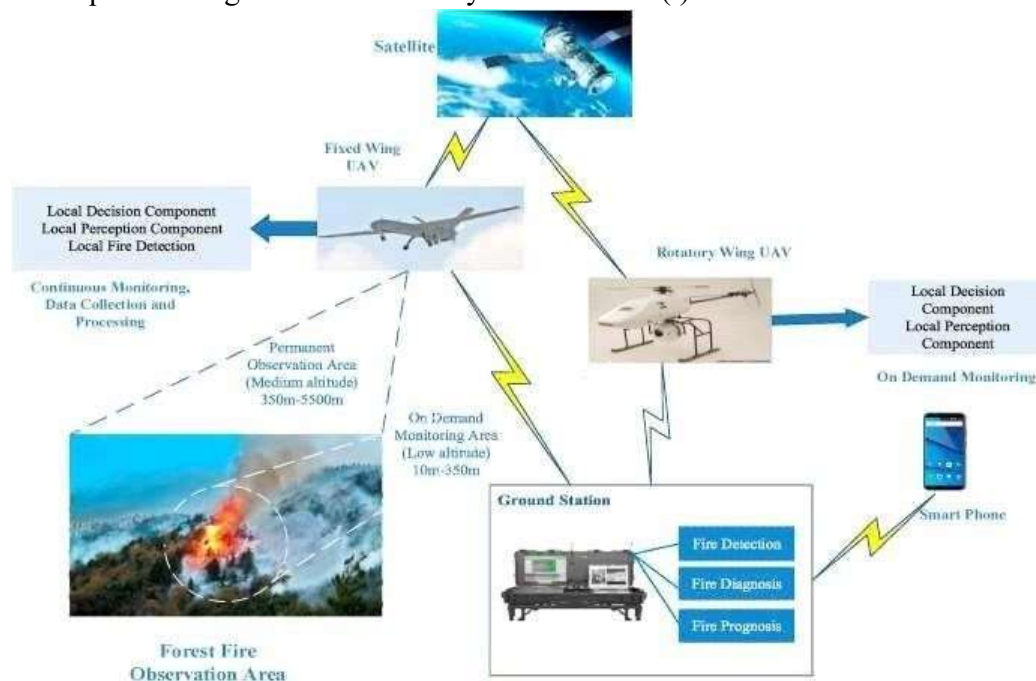 Satellite
Fixed Wing
UAV
Local Decision Component
Local Perception Component
Local Fire Detection
Continuous Monitoring,
Data Collection and
Processing
Rotatory Wing UAV
Local Decision
Component
Local Perception
Component
On Demand Monitoring
Permanent
Observation Area
(Medium altitude)
350m-5500m
On Demand
Monitoring Area
(Low altitude)
10m-350m
Ground Station
Fire Detection
Fire Diagnosis
Fire Prognosis
Smart Phone
Forest Fire
Observation Area